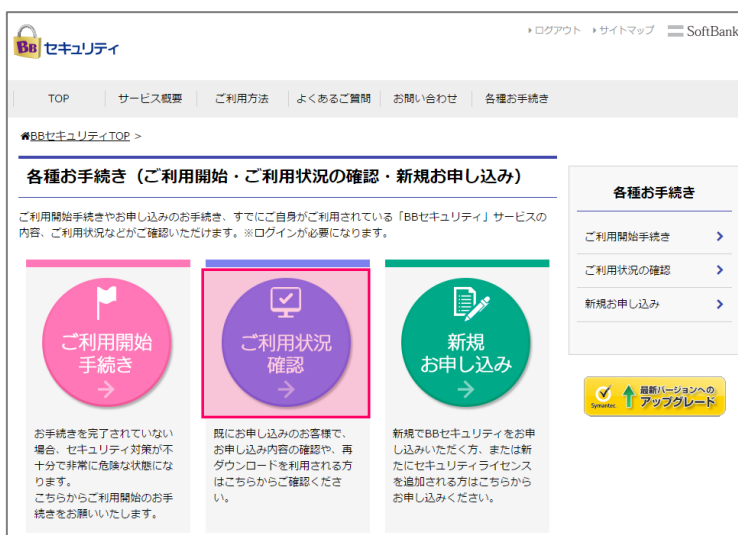 ログアウト サイトマップ SoftBank
BB セキュリティ
TOP サービス概要 ご利用方法 よくあるご質問 お問い合わせ 各種お手続き
BBセキュリティTOP >
各種お手続き（ご利用開始・ご利用状況の確認・新規お申し込み）
ご利用開始手続きやお申し込みのお手続き、すでにご自身がご利用されている「BBセキュリティ」サービスの
内容、ご利用状況などがご確認いただけます。※ログインが必要になります。
ご利用開始
手続き
お手続きを完了されていない
場合、セキュリティ対策が不
十分で非常に危険な状態にな
ります。
こちらからご利用開始のお手
続きをお願いいたします。
ご利用状況
確認
既にお申し込みのお客様で、
お申し込み内容の確認や、再
ダウンロードを利用される方
はこちらからご確認くださ
い。
新規
お申し込み
新規でBBセキュリティをお申
し込みいただく方、または新
たにセキュリティライセンス
を追加される方はこちらから
お申し込みください。
各種お手続き
ご利用開始手続き
ご利用状況の確認
新規お申し込み
Symantec
最新バージョンへの
アップグレード